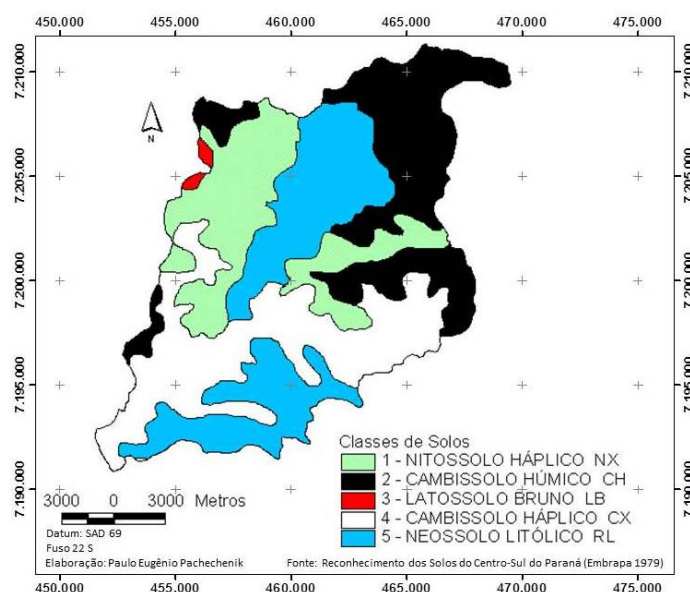 450.000 455.000 460.000 465.000 470.000 475.000
7.210.000 7.210.000
7.205.000 7.205.000
7.200.000 7.200.000
7.195.000 7.195.000
7.190.000 7.190.000
N
Classes de Solos
1 - NITOSSOLO HÁPLICO NX
2 - CAMBISSOLO HÚMICO CH
3 - LATOSSOLO BRUNO LB
4 - CAMBISSOLO HÁPLICO CX
5 - NEOSSOLO LITÓLICO RL
3000 0 3000 Metros
Datum: SAD 69
Fuso 22 S
Elaboração: Paulo Eugênio Pachechenik Fonte: Reconhecimento dos Solos do Centro-Sul do Paraná (Embrapa 1979)
450.000 455.000 460.000 465.000 470.000 475.000